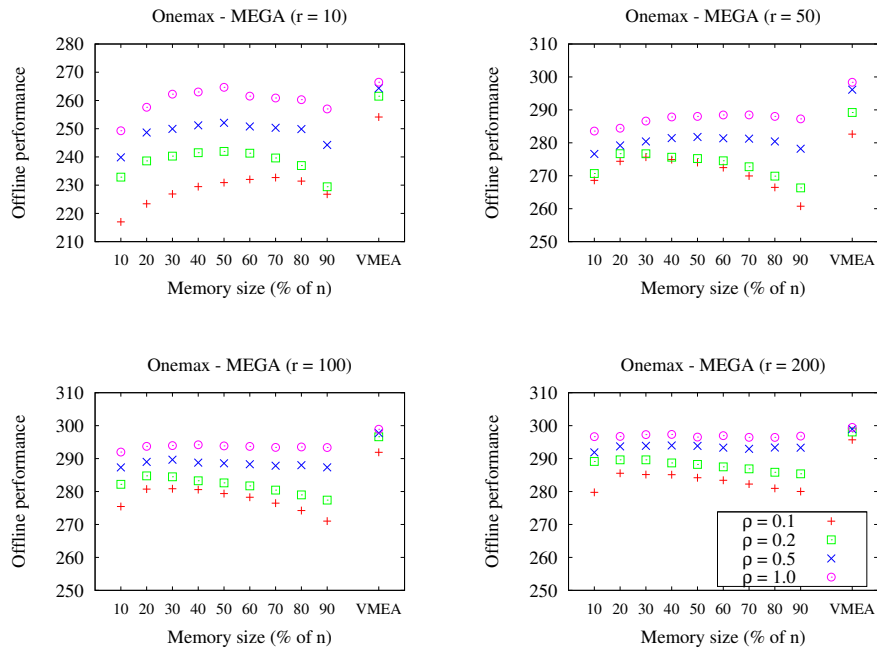 Onemax - MEGA (r = 10)
280
270
260
250
240
230
220
210
Offline performance
10 20 30 40 50 60 70 80 90 VMEA
Memory size (% of n)
Onemax - MEGA (r = 50)
310
300
290
280
270
260
250
Offline performance
10 20 30 40 50 60 70 80 90 VMEA
Memory size (% of n)
Onemax - MEGA (r = 100)
310
300
290
280
270
260
250
Offline performance
10 20 30 40 50 60 70 80 90 VMEA
Memory size (% of n)
Onemax - MEGA (r = 200)
310
300
290
280
270
260
250
Offline performance
10 20 30 40 50 60 70 80 90 VMEA
Memory size (% of n)
ρ = 0.1
ρ = 0.2
ρ = 0.5
ρ = 1.0